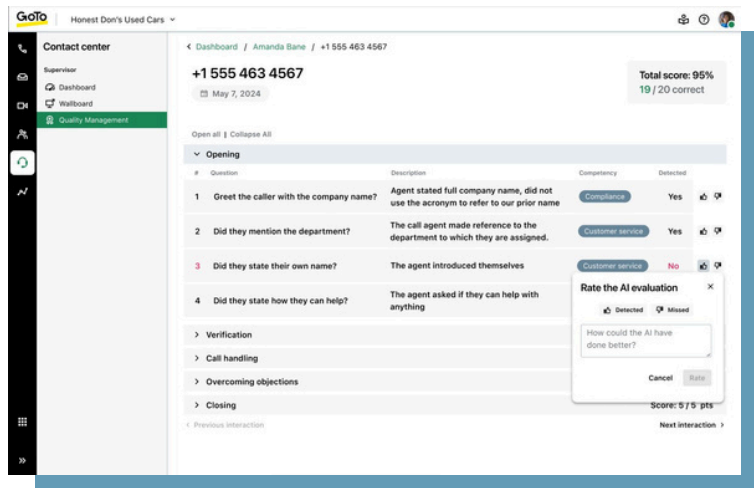 GoTo
Honest Don's Used Cars
Contact center
Supervisor
Dashboard
Wallboard
Quality Management
Dashboard / Amanda Bane / +1 555 463 4567
+1 555 463 4567
May 7, 2024
Total score: 95%
19 / 20 correct
Open all | Collapse All
Opening
# Question Description Competency Detected
1 Greet the caller with the company name? Agent stated full company name, did not
use the acronym to refer to our prior name Compliance Yes
2 Did they mention the department? The call agent made reference to the
department to which they are assigned. Customer service Yes
3 Did they state their own name? The agent introduced themselves Customer service No
4 Did they state how they can help? The agent asked if they can help with
anything
Rate the AI evaluation
Detected Missed
How could the AI have
done better?
Cancel Rate
Verification
Call handling
Overcoming objections
Closing Score: 5 / 5 pts
Previous interaction Next interaction